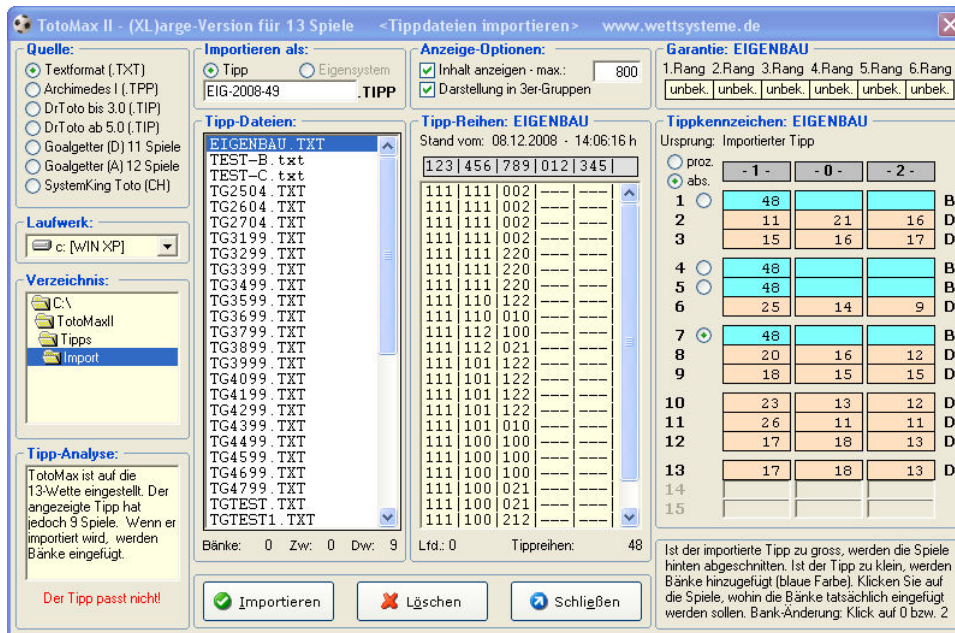 TotoMax II - (XL)arge-Version für 13 Spiele <Tippdateien importieren> www.wettsysteme.de
Quelle:
Textformat (.TXT)
Archimedes I (.TPP)
DrToto bis 3.0 (.TIP)
DrToto ab 5.0 (.TIP)
Goalgetter (D) 11 Spiele
Goalgetter (A) 12 Spiele
SystemKing Toto (CH)
Laufwerk:
c: [WIN XP]
Verzeichnis:
C:\
TotoMaxII
Tipps
Import
Tipp-Analyse:
TotoMax ist auf die
13-Wette eingestellt. Der
angezeigte Tipp hat
jedoch 9 Spiele. Wenn er
importiert wird, werden
Bänke eingefügt.
Der Tipp passt nicht!
Importieren als:
Tipp Eigensystem
EIG-2008-49 .TIPP
Tipp-Dateien:
EIGENBAU.TXT
TEST-B.txt
TEST-C.txt
TG2504.TXT
TG2604.TXT
TG2704.TXT
TG3199.TXT
TG3299.TXT
TG3399.TXT
TG3499.TXT
TG3599.TXT
TG3699.TXT
TG3799.TXT
TG3899.TXT
TG3999.TXT
TG4099.TXT
TG4199.TXT
TG4299.TXT
TG4399.TXT
TG4499.TXT
TG4599.TXT
TG4699.TXT
TG4799.TXT
TGTEST.TXT
TGTEST1.TXT
Bänke: 0 Zw: 0 Dw: 9
Anzeige-Optionen:
Inhalt anzeigen - max.: 800
Darstellung in 3er-Gruppen
Tipp-Reihen: EIGENBAU
Stand vom: 08.12.2008 - 14:06:16 h
123|456|789|012|345|
111|111|002|---|---|
111|111|002|---|---|
111|111|002|---|---|
111|111|002|---|---|
111|111|220|---|---|
111|111|220|---|---|
111|111|220|---|---|
111|110|122|---|---|
111|110|010|---|---|
111|112|100|---|---|
111|112|021|---|---|
111|101|122|---|---|
111|101|122|---|---|
111|101|122|---|---|
111|101|122|---|---|
111|101|010|---|---|
111|100|100|---|---|
111|100|100|---|---|
111|100|100|---|---|
111|100|021|---|---|
111|100|021|---|---|
111|100|212|---|---|
Lfd.: 0 Tippreihen: 48
Garantie: EIGENBAU
1.Rang 2.Rang 3.Rang 4.Rang 5.Rang 6.Rang
unbek. unbek. unbek. unbek. unbek. unbek.
Tippkennzeichen: EIGENBAU
Ursprung: Importierter Tipp
proz.
abs.
- 1 - - 0 - - 2 -
1 48 B
2 11 21 16 D
3 15 16 17 D
4 48 B
5 48 B
6 25 14 9 D
7 48 B
8 20 16 12 D
9 18 15 15 D
10 23 13 12 D
11 26 11 11 D
12 17 18 13 D
13 17 18 13 D
14
15
Ist der importierte Tipp zu gross, werden die Spiele
hinten abgeschnitten. Ist der Tipp zu klein, werden
Bänke hinzugefügt (blaue Farbe). Klicken Sie auf
die Spiele, wohin die Bänke tatsächlich eingefügt
werden sollen. Bank-Änderung: Klick auf 0 bzw. 2
Importieren
Löschen
Schließen